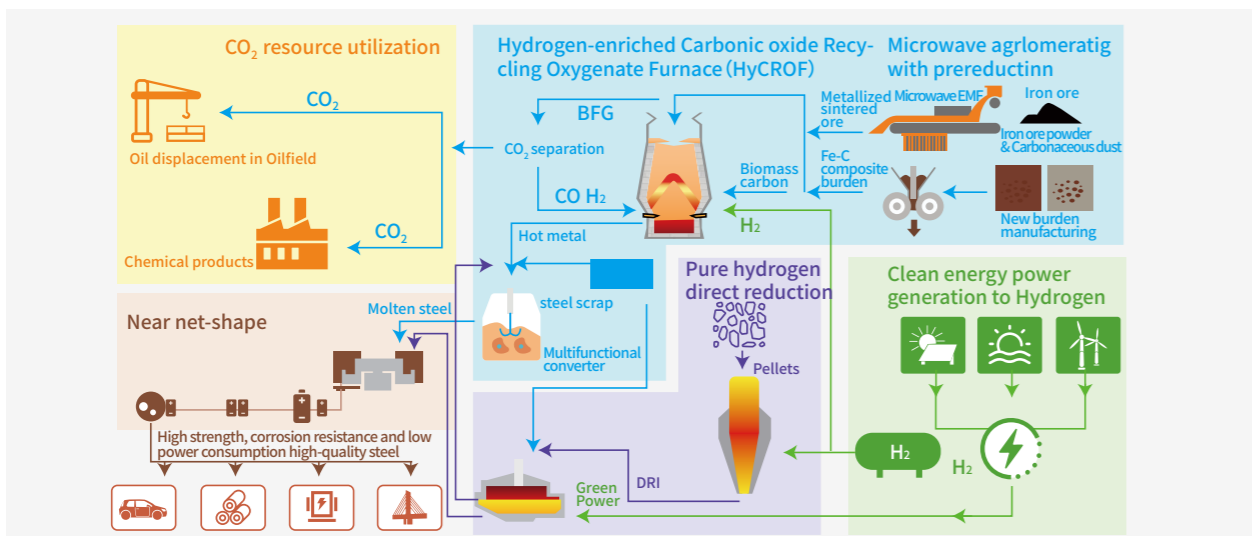 CO₂ resource utilization
CO₂
Oil displacement in Oilfield
CO₂
Chemical products
Hydrogen-enriched Carbonic oxide Recy-
cling Oxygenate Furnace (HyCROF)
BFG
CO₂ separation
CO H₂
Hot metal
Biomass
carbon
H₂
steel scrap
Multifunctional
converter
Microwave agrlomeratig
with prereductinn
Metallized
sintered
ore
Microwave EMF
Iron ore
Iron ore powder
& Carbonaceous dust
Fe-C
composite
burden
New burden
manufacturing
Near net-shape
Molten steel
High strength, corrosion resistance and low
power consumption high-quality steel
Pure hydrogen
direct reduction
Pellets
DRI
Green
Power
Clean energy power
generation to Hydrogen
H₂
H₂